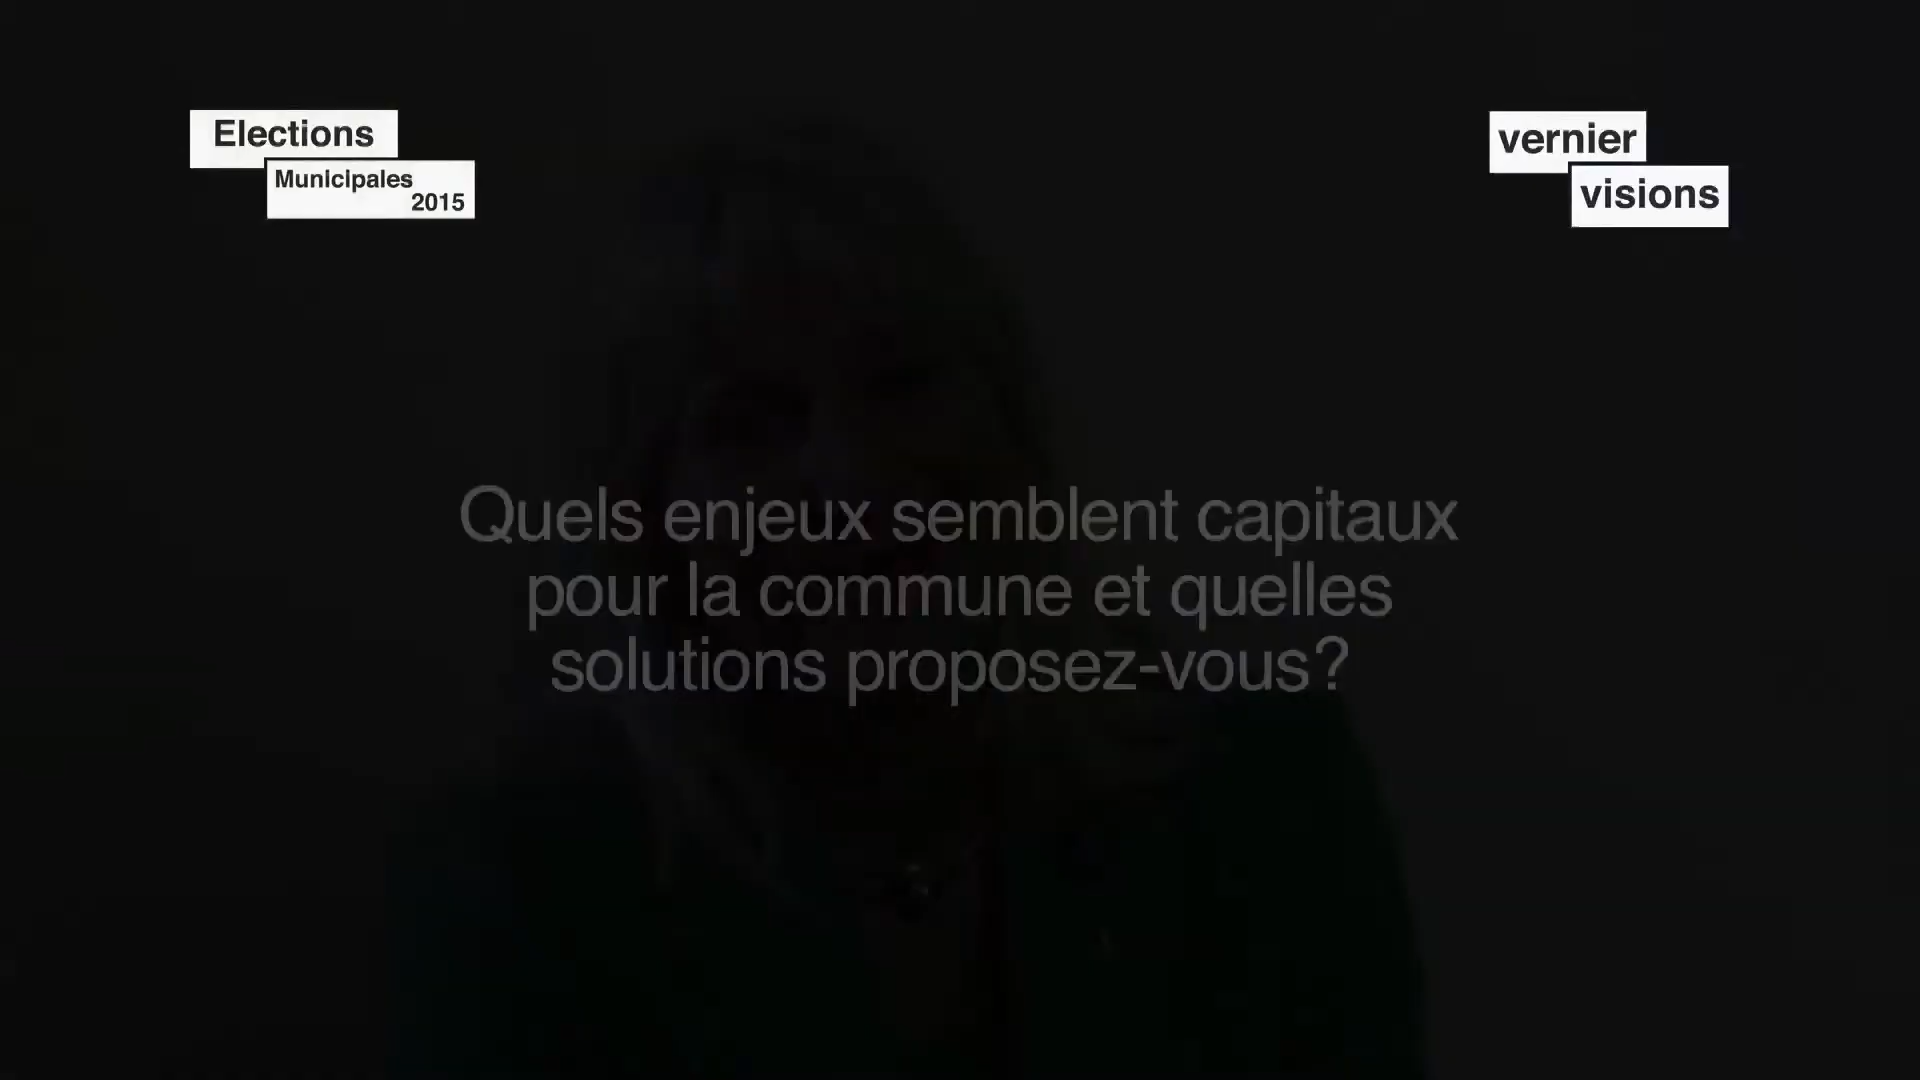 Elections
Municipales
2015
vernier
visions
Quels enjeux semblent capitaux
pour la commune et quelles
solutions proposez-vous?